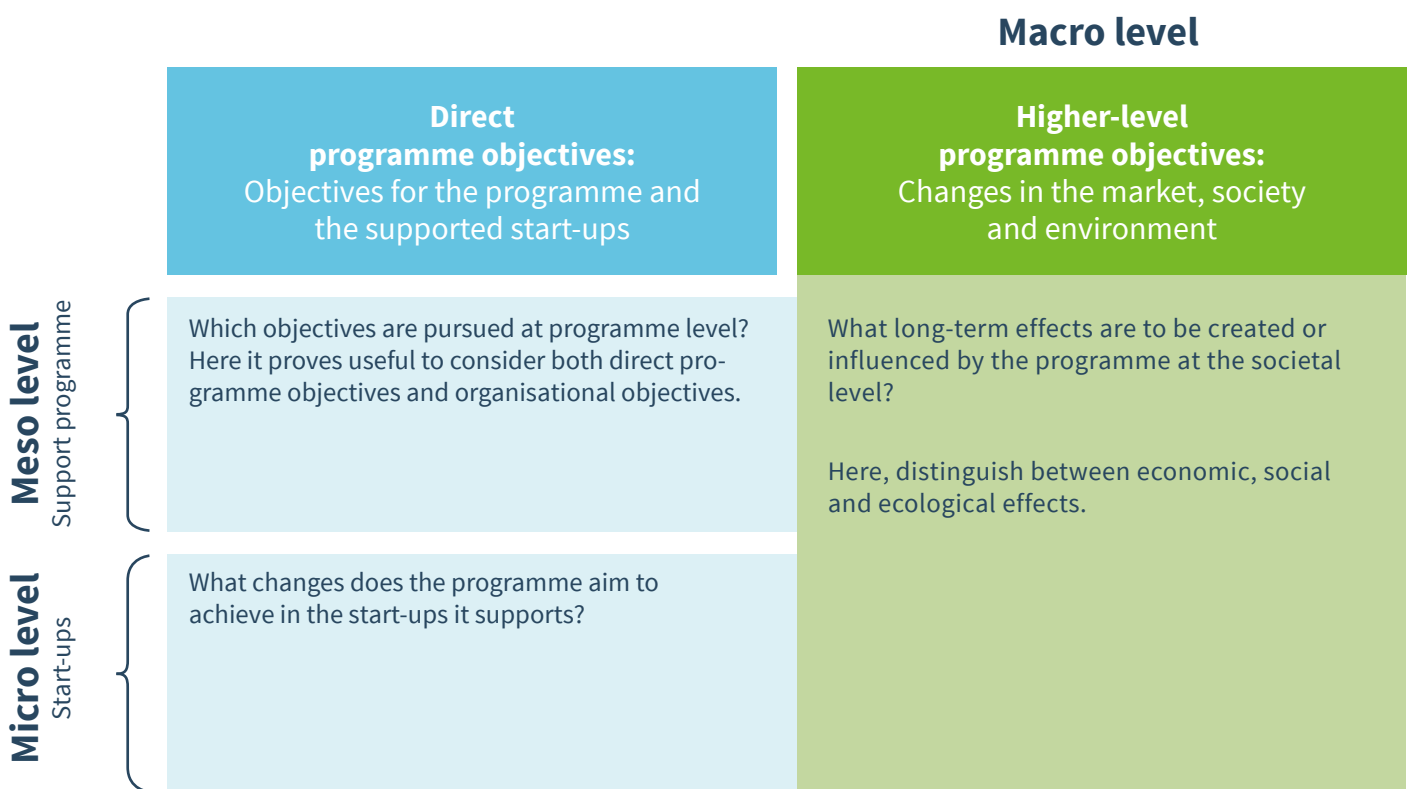 Macro level
Direct
programme objectives:
Objectives for the programme and
the supported start-ups
Higher-level
programme objectives:
Changes in the market, society
and environment
Meso level
Support programme
Which objectives are pursued at programme level?
Here it proves useful to consider both direct pro-
gramme objectives and organisational objectives.
What long-term effects are to be created or
influenced by the programme at the societal
level?
Here, distinguish between economic, social
and ecological effects.
Micro level
Start-ups
What changes does the programme aim to
achieve in the start-ups it supports?